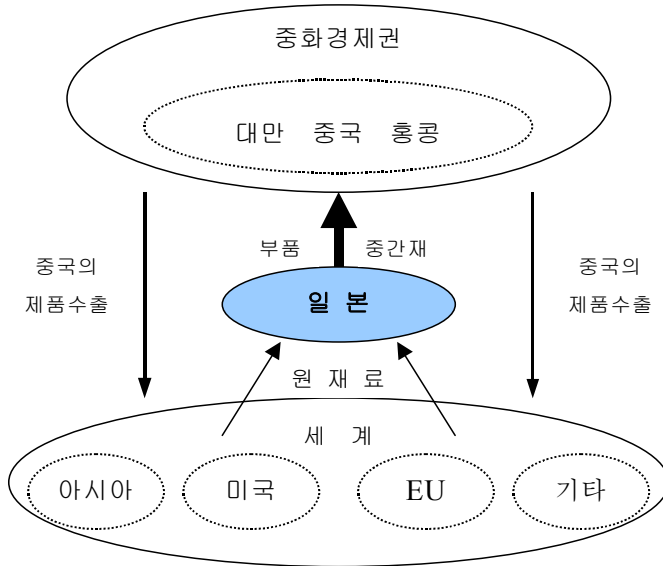 중화경제권
대만 중국 홍콩
부품 중간재
중국의
제품수출
중국의
제품수출
일 본
원 재 료
세 계
아시아
미국
EU
기타